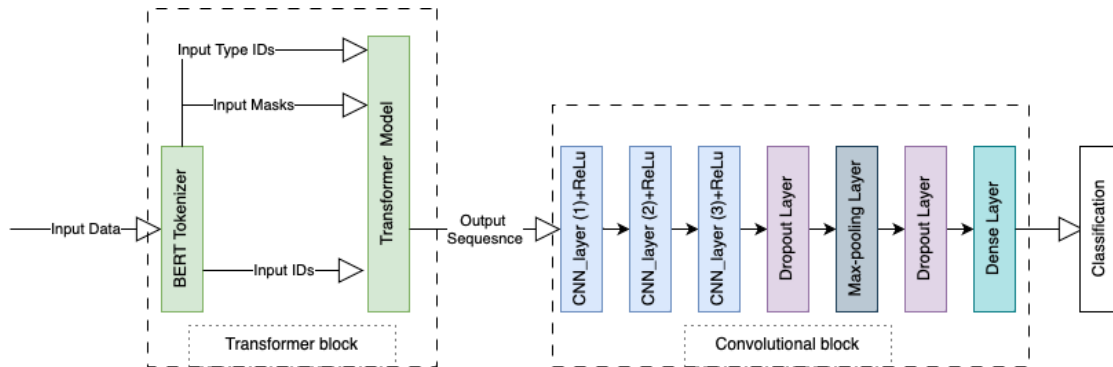 Input Data
BERT Tokenizer
Input Type IDs
Input Masks
Input IDs
Transformer Model
Transformer block
Output
Sequesnce
CNN_layer (1)+ReLu
CNN_layer (2)+ReLu
CNN_layer (3)+ReLu
Dropout Layer
Max-pooling Layer
Dropout Layer
Dense Layer
Convolutional block
Classification